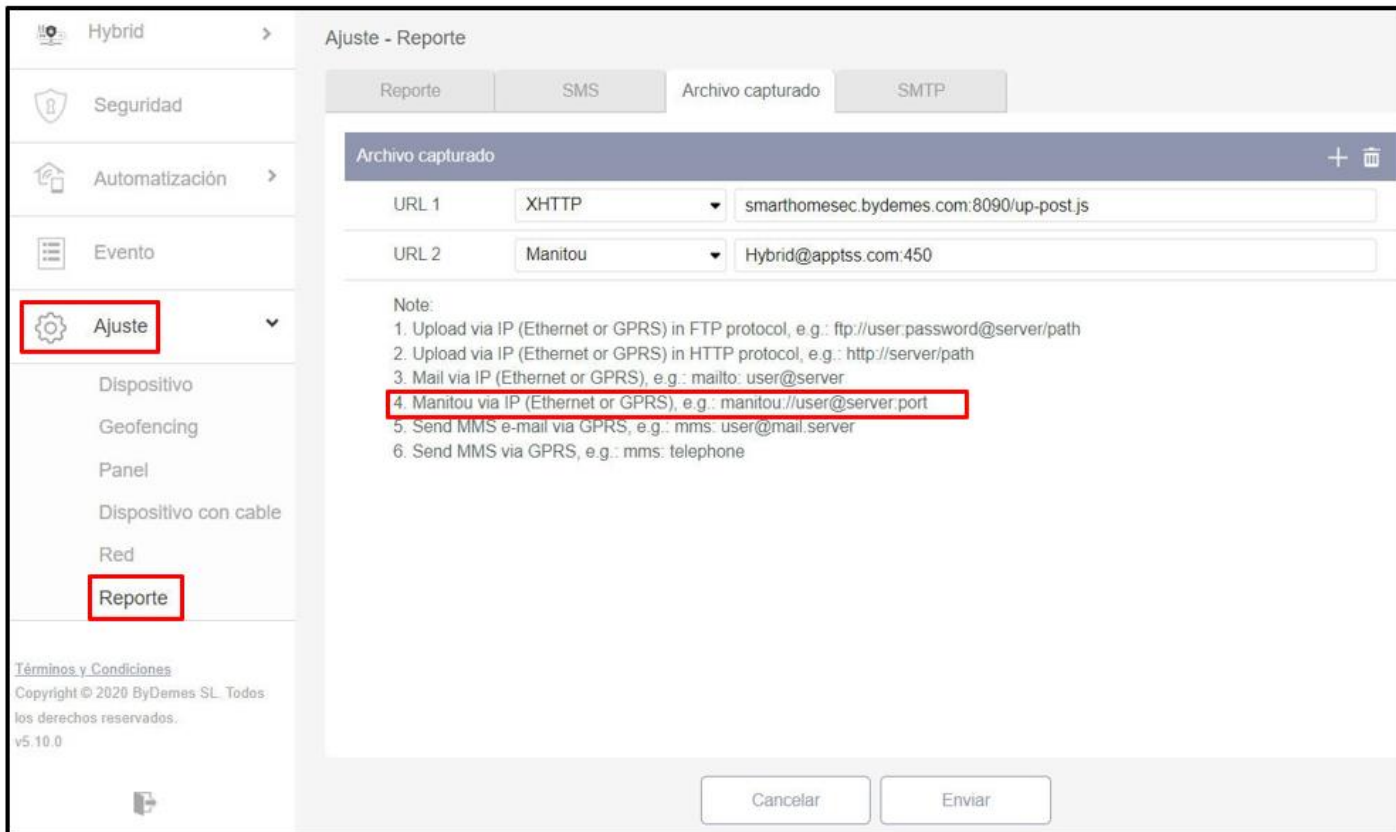 Hybrid
Seguridad
Automatización
Evento
Ajuste
Dispositivo
Geofencing
Panel
Dispositivo con cable
Red
Reporte
Términos y Condiciones
Copyright © 2020 ByDemes SL. Todos
los derechos reservados.
v5.10.0
Ajuste - Reporte
Reporte SMS Archivo capturado SMTP
Archivo capturado
URL 1 XHTTP smarthomesec.bydemes.com:8090/up-post.js
URL 2 Manitou Hybrid@apptss.com:450
Note:
1. Upload via IP (Ethernet or GPRS) in FTP protocol, e.g.: ftp://user:password@server/path
2. Upload via IP (Ethernet or GPRS) in HTTP protocol, e.g.: http://server/path
3. Mail via IP (Ethernet or GPRS), e.g.: mailto: user@server
4. Manitou via IP (Ethernet or GPRS), e.g.: manitou://user@server:port
5. Send MMS e-mail via GPRS, e.g.: mms: user@mail.server
6. Send MMS via GPRS, e.g.: mms: telephone
Cancelar Enviar